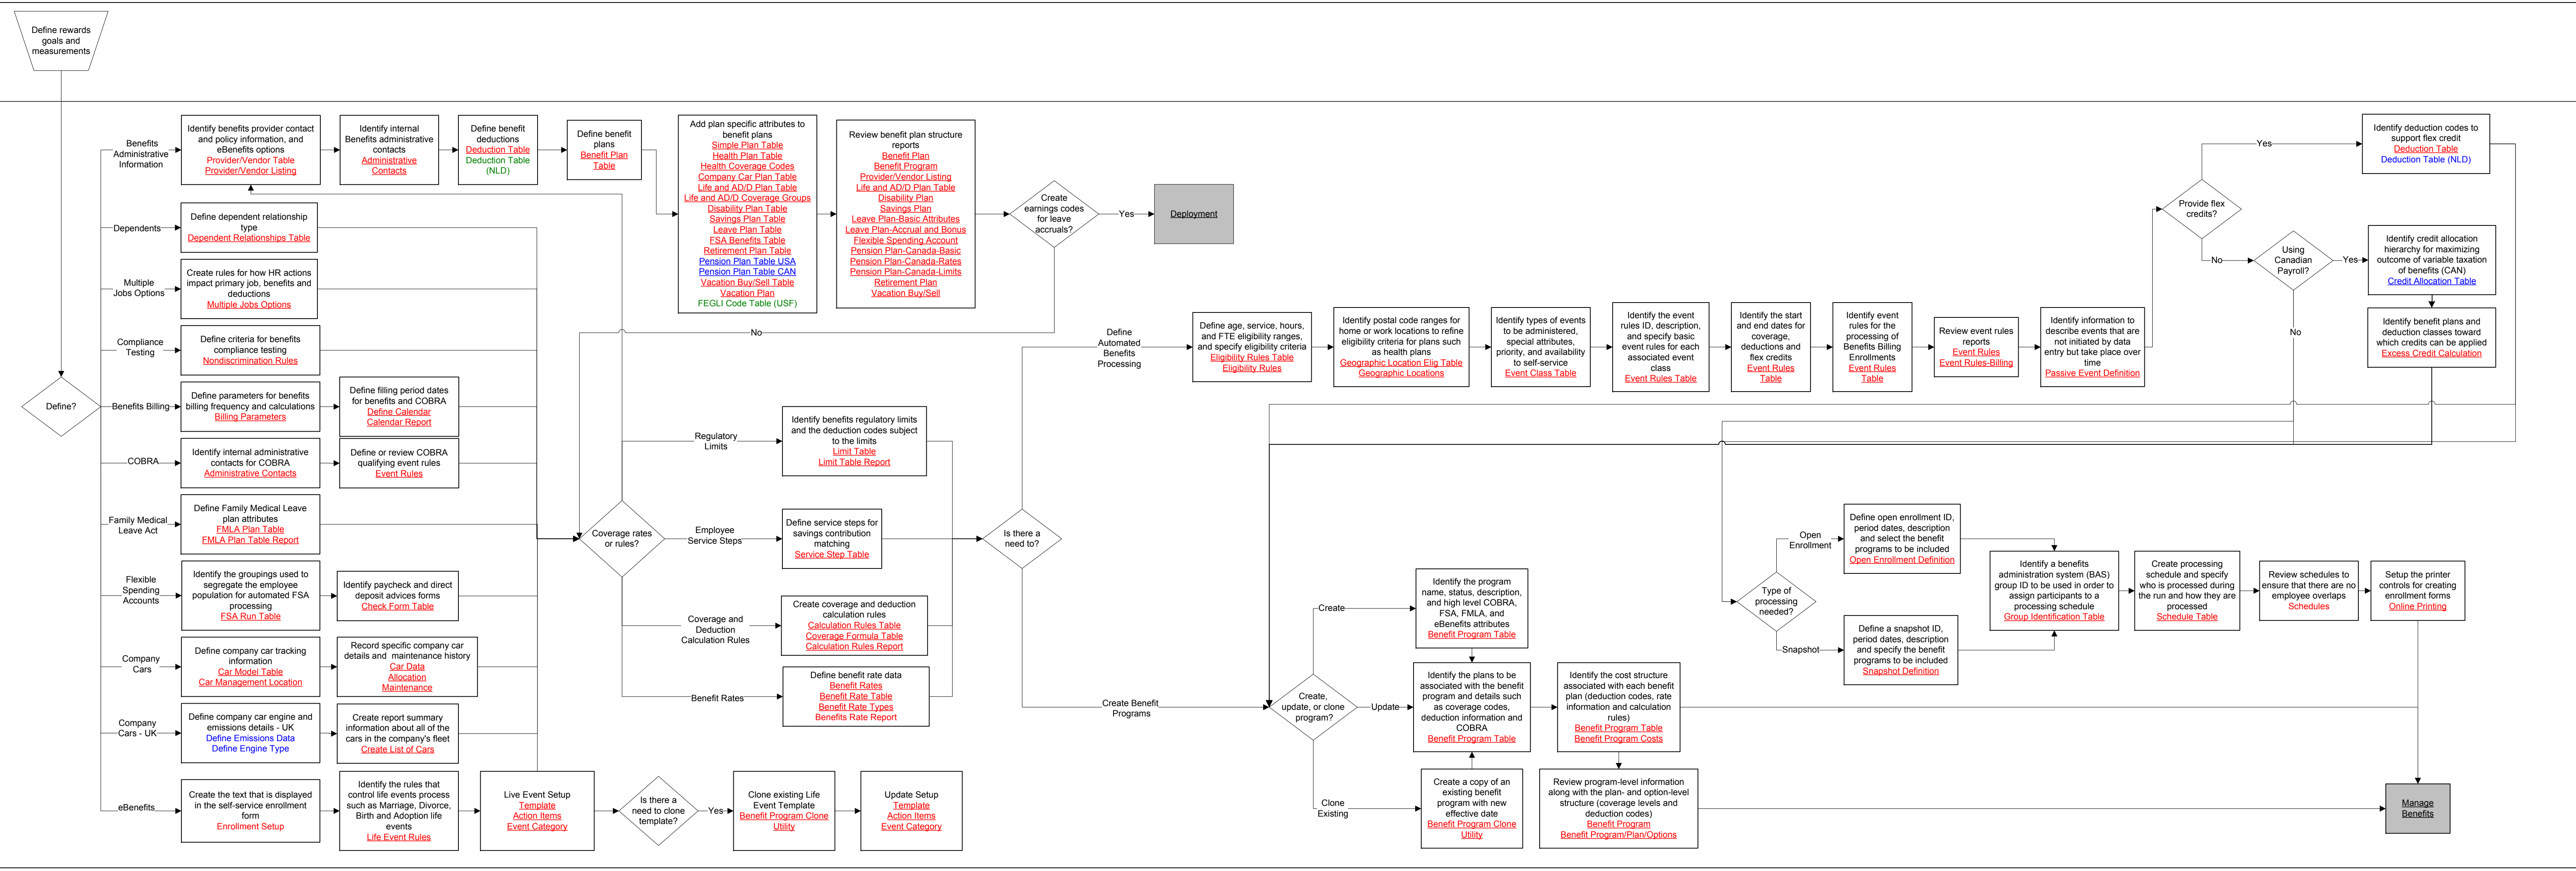 Define rewards
goals and
measurements
Define?
Benefits
Administrative
Information
Identify benefits provider contact
and policy information, and
eBenefits options
Provider/Vendor Table
Provider/Vendor Listing
Identify internal
Benefits administrative
contacts
Administrative
Contacts
Define benefit
deductions
Deduction Table
Deduction Table
(NLD)
Define benefit
plans
Benefit Plan
Table
Add plan specific attributes to
benefit plans
Simple Plan Table
Health Plan Table
Health Coverage Codes
Company Car Plan Table
Life and AD/D Plan Table
Life and AD/D Coverage Groups
Disability Plan Table
Savings Plan Table
Leave Plan Table
FSA Benefits Table
Retirement Plan Table
Pension Plan Table USA
Pension Plan Table CAN
Vacation Buy/Sell Table
Vacation Plan
FEGLI Code Table (USF)
Review benefit plan structure
reports
Benefit Plan
Benefit Program
Provider/Vendor Listing
Life and AD/D Plan Table
Disability Plan
Savings Plan
Leave Plan-Basic Attributes
Leave Plan-Accrual and Bonus
Flexible Spending Account
Pension Plan-Canada-Basic
Pension Plan-Canada-Rates
Pension Plan-Canada-Limits
Retirement Plan
Vacation Buy/Sell
Create
earnings codes
for leave
accruals?
Yes
Deployment
No
Dependents
Define dependent relationship
type
Dependent Relationships Table
Multiple
Jobs Options
Create rules for how HR actions
impact primary job, benefits and
deductions
Multiple Jobs Options
Compliance
Testing
Define criteria for benefits
compliance testing
Nondiscrimination Rules
Benefits Billing
Define parameters for benefits
billing frequency and calculations
Billing Parameters
Define filling period dates
for benefits and COBRA
Define Calendar
Calendar Report
COBRA
Identify internal administrative
contacts for COBRA
Administrative Contacts
Define or review COBRA
qualifying event rules
Event Rules
Family Medical
Leave Act
Define Family Medical Leave
plan attributes
FMLA Plan Table
FMLA Plan Table Report
Flexible
Spending
Accounts
Identify the groupings used to
segregate the employee
population for automated FSA
processing
FSA Run Table
Identify paycheck and direct
deposit advices forms
Check Form Table
Company
Cars
Define company car tracking
information
Car Model Table
Car Management Location
Record specific company car
details and  maintenance history
Car Data
Allocation
Maintenance
Company
Cars - UK
Define company car engine and
emissions details - UK
Define Emissions Data
Define Engine Type
Create report summary
information about all of the
cars in the company's fleet
Create List of Cars
eBenefits
Create the text that is displayed
in the self-service enrollment
form
Enrollment Setup
Identify the rules that
control life events process
such as Marriage, Divorce,
Birth and Adoption life
events
Life Event Rules
Live Event Setup
Template
Action Items
Event Category
Is there a
need to clone
template?
Yes
Clone existing Life
Event Template
Benefit Program Clone
Utility
Update Setup
Template
Action Items
Event Category
Coverage rates
or rules?
Regulatory
Limits
Identify benefits regulatory limits
and the deduction codes subject
to the limits
Limit Table
Limit Table Report
Employee
Service Steps
Define service steps for
savings contribution
matching
Service Step Table
Coverage and
Deduction
Calculation Rules
Create coverage and deduction
calculation rules
Calculation Rules Table
Coverage Formula Table
Calculation Rules Report
Benefit Rates
Define benefit rate data
Benefit Rates
Benefit Rate Table
Benefit Rate Types
Benefits Rate Report
Is there a
need to?
Define
Automated
Benefits
Processing
Define age, service, hours,
and FTE eligibility ranges,
and specify eligibility criteria
Eligibility Rules Table
Eligibility Rules
Identify postal code ranges for
home or work locations to refine
eligibility criteria for plans such
as health plans
Geographic Location Elig Table
Geographic Locations
Identify types of events
to be administered,
special attributes,
priority, and availability
to self-service
Event Class Table
Identify the event
rules ID, description,
and specify basic
event rules for each
associated event
class
Event Rules Table
Identify the start
and end dates for
coverage,
deductions and
flex credits
Event Rules
Table
Identify event
rules for the
processing of
Benefits Billing
Enrollments
Event Rules
Table
Review event rules
reports
Event Rules
Event Rules-Billing
Identify information to
describe events that are
not initiated by data
entry but take place over
time
Passive Event Definition
Provide flex
credits?
Yes
Identify deduction codes to
support flex credit
Deduction Table
Deduction Table (NLD)
No
Using
Canadian
Payroll?
Yes
Identify credit allocation
hierarchy for maximizing
outcome of variable taxation
of benefits (CAN)
Credit Allocation Table
No
Identify benefit plans and
deduction classes toward
which credits can be applied
Excess Credit Calculation
Create Benefit
Programs
Create,
update, or clone
program?
Create
Identify the program
name, status, description,
and high level COBRA,
FSA, FMLA, and
eBenefits attributes
Benefit Program Table
Update
Identify the plans to be
associated with the benefit
program and details such
as coverage codes,
deduction information and
COBRA
Benefit Program Table
Identify the cost structure
associated with each benefit
plan (deduction codes, rate
information and calculation
rules)
Benefit Program Table
Benefit Program Costs
Clone
Existing
Create a copy of an
existing benefit
program with new
effective date
Benefit Program Clone
Utility
Review program-level information
along with the plan- and option-level
structure (coverage levels and
deduction codes)
Benefit Program
Benefit Program/Plan/Options
Type of
processing
needed?
Open
Enrollment
Define open enrollment ID,
period dates, description
and select the benefit
programs to be included
Open Enrollment Definition
Snapshot
Define a snapshot ID,
period dates, description
and specify the benefit
programs to be included
Snapshot Definition
Identify a benefits
administration system (BAS)
group ID to be used in order to
assign participants to a
processing schedule
Group Identification Table
Create processing
schedule and specify
who is processed during
the run and how they are
processed
Schedule Table
Review schedules to
ensure that there are no
employee overlaps
Schedules
Setup the printer
controls for creating
enrollment forms
Online Printing
Manage
Benefits